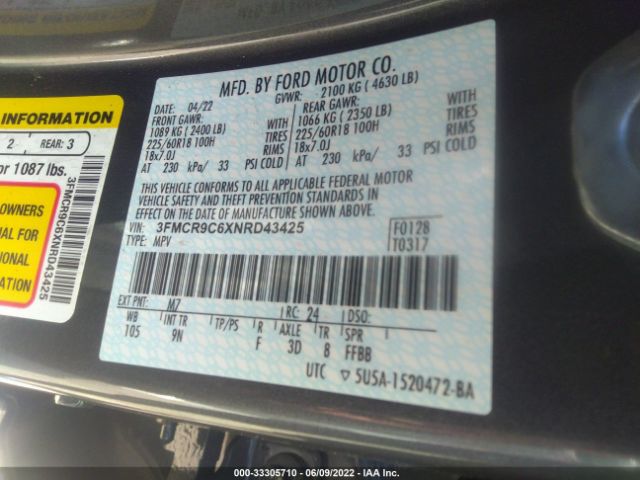 MFD. BY FORD MOTOR CO.
DATE: 04/22 GVWR: 2100 KG ( 4630 LB)
FRONT GAWR: REAR GAWR:
1089 KG ( 2400 LB) WITH 1066 KG ( 2350 LB) WITH
225/60R18 100H TIRES 225/60R18 100H TIRES
18x7.0J RIMS 18x7.0J RIMS
AT 230 kPa/ 33 PSI COLD AT 230 kPa/ 33 PSI COLD
THIS VEHICLE CONFORMS TO ALL APPLICABLE FEDERAL MOTOR
VEHICLE SAFETY AND THEFT PREVENTION STANDARDS IN
EFFECT ON THE DATE OF MANUFACTURE SHOWN ABOVE.
VIN: 3FMCR9C6XNRD43425 F0128
TYPE: MPV T0317
EXT PNT: M7 RC: 24 DSO:
WB INT TR TP/PS R AXLE TR SPR
105 9N F 3D 8 FFBB
UTC ▽ 5U5A-1520472-BA
INFORMATION
2 REAR: 3
or 1087 lbs.
OWNERS
AL FOR
ONAL
3FMCR9C6XNRD43425
000-33305710 - 06/09/2022 - IAA Inc.